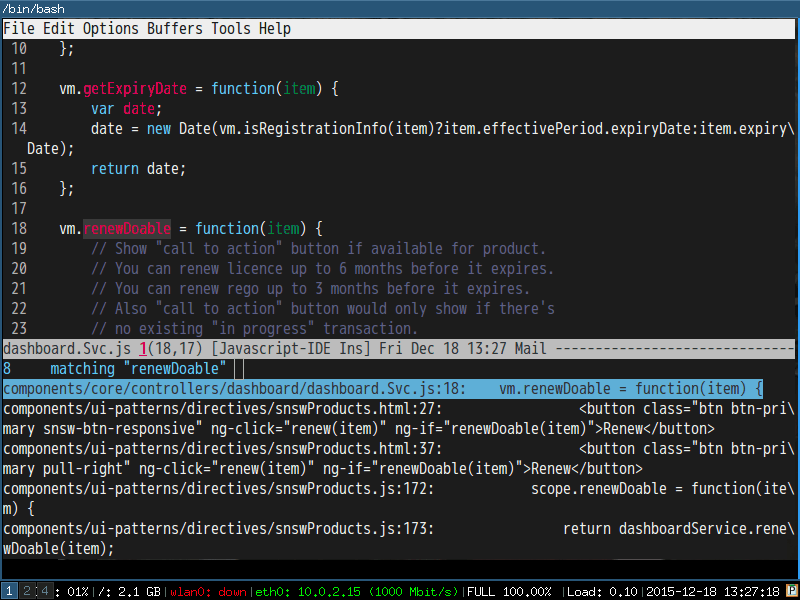 /bin/bash
File Edit Options Buffers Tools Help
10    };
11
12    vm.getExpiryDate = function(item) {
13        var date;
14        date = new Date(vm.isRegistrationInfo(item)?item.effectivePeriod.expiryDate:item.expiry\
Date);
15        return date;
16    };
17
18    vm.renewDoable = function(item) {
19        // Show "call to action" button if available for product.
20        // You can renew licence up to 6 months before it expires.
21        // You can renew rego up to 3 months before it expires.
22        // Also "call to action" button would only show if there's
23        // no existing "in progress" transaction.
dashboard.Svc.js 1(18,17) [Javascript-IDE Ins] Fri Dec 18 13:27 Mail ------------------------------
8     matching "renewDoable"
components/core/controllers/dashboard/dashboard.Svc.js:18:    vm.renewDoable = function(item) {
components/ui-patterns/directives/snswProducts.html:27:                 <button class="btn btn-pri\
mary snsw-btn-responsive" ng-click="renew(item)" ng-if="renewDoable(item)">Renew</button>
components/ui-patterns/directives/snswProducts.html:37:                 <button class="btn btn-pri\
mary pull-right" ng-click="renew(item)" ng-if="renewDoable(item)">Renew</button>
components/ui-patterns/directives/snswProducts.js:172:            scope.renewDoable = function(ite\
m) {
components/ui-patterns/directives/snswProducts.js:173:                return dashboardService.rene\
wDoable(item);
1 2 4 : 01%|/: 2.1 GB|wlan0: down|eth0: 10.0.2.15 (1000 Mbit/s)|FULL 100.00% |Load: 0.10|2015-12-18 13:27:18 P